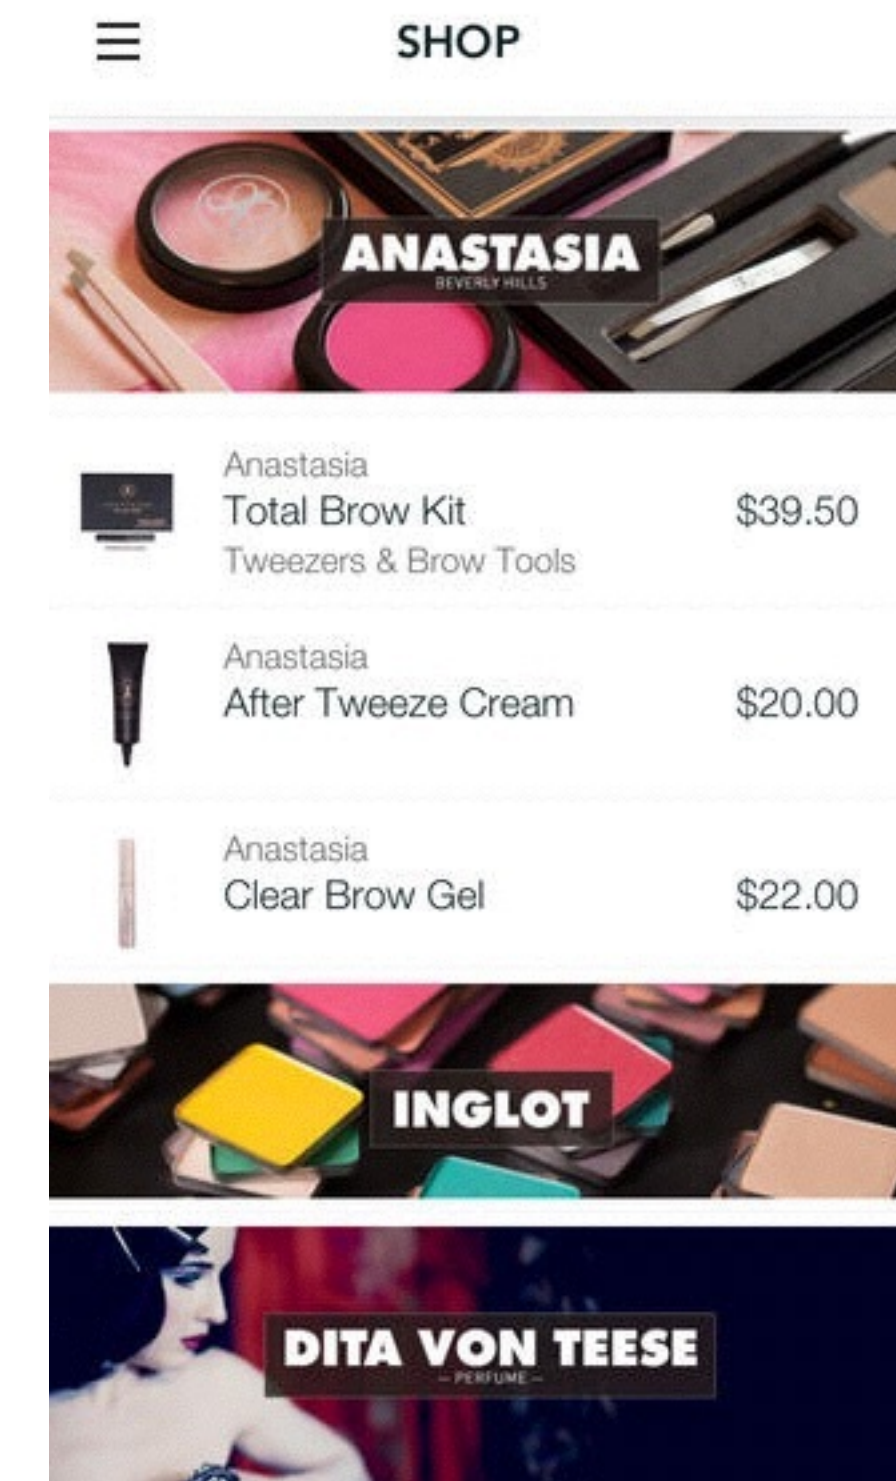 SHOP
ANASTASIA
BEVERLY HILLS
Anastasia
Total Brow Kit
$39.50
Tweezers & Brow Tools
Anastasia
After Tweeze Cream
$20.00
Anastasia
Clear Brow Gel
$22.00
INGLOT
DITA VON TEESE
— PERFUME —